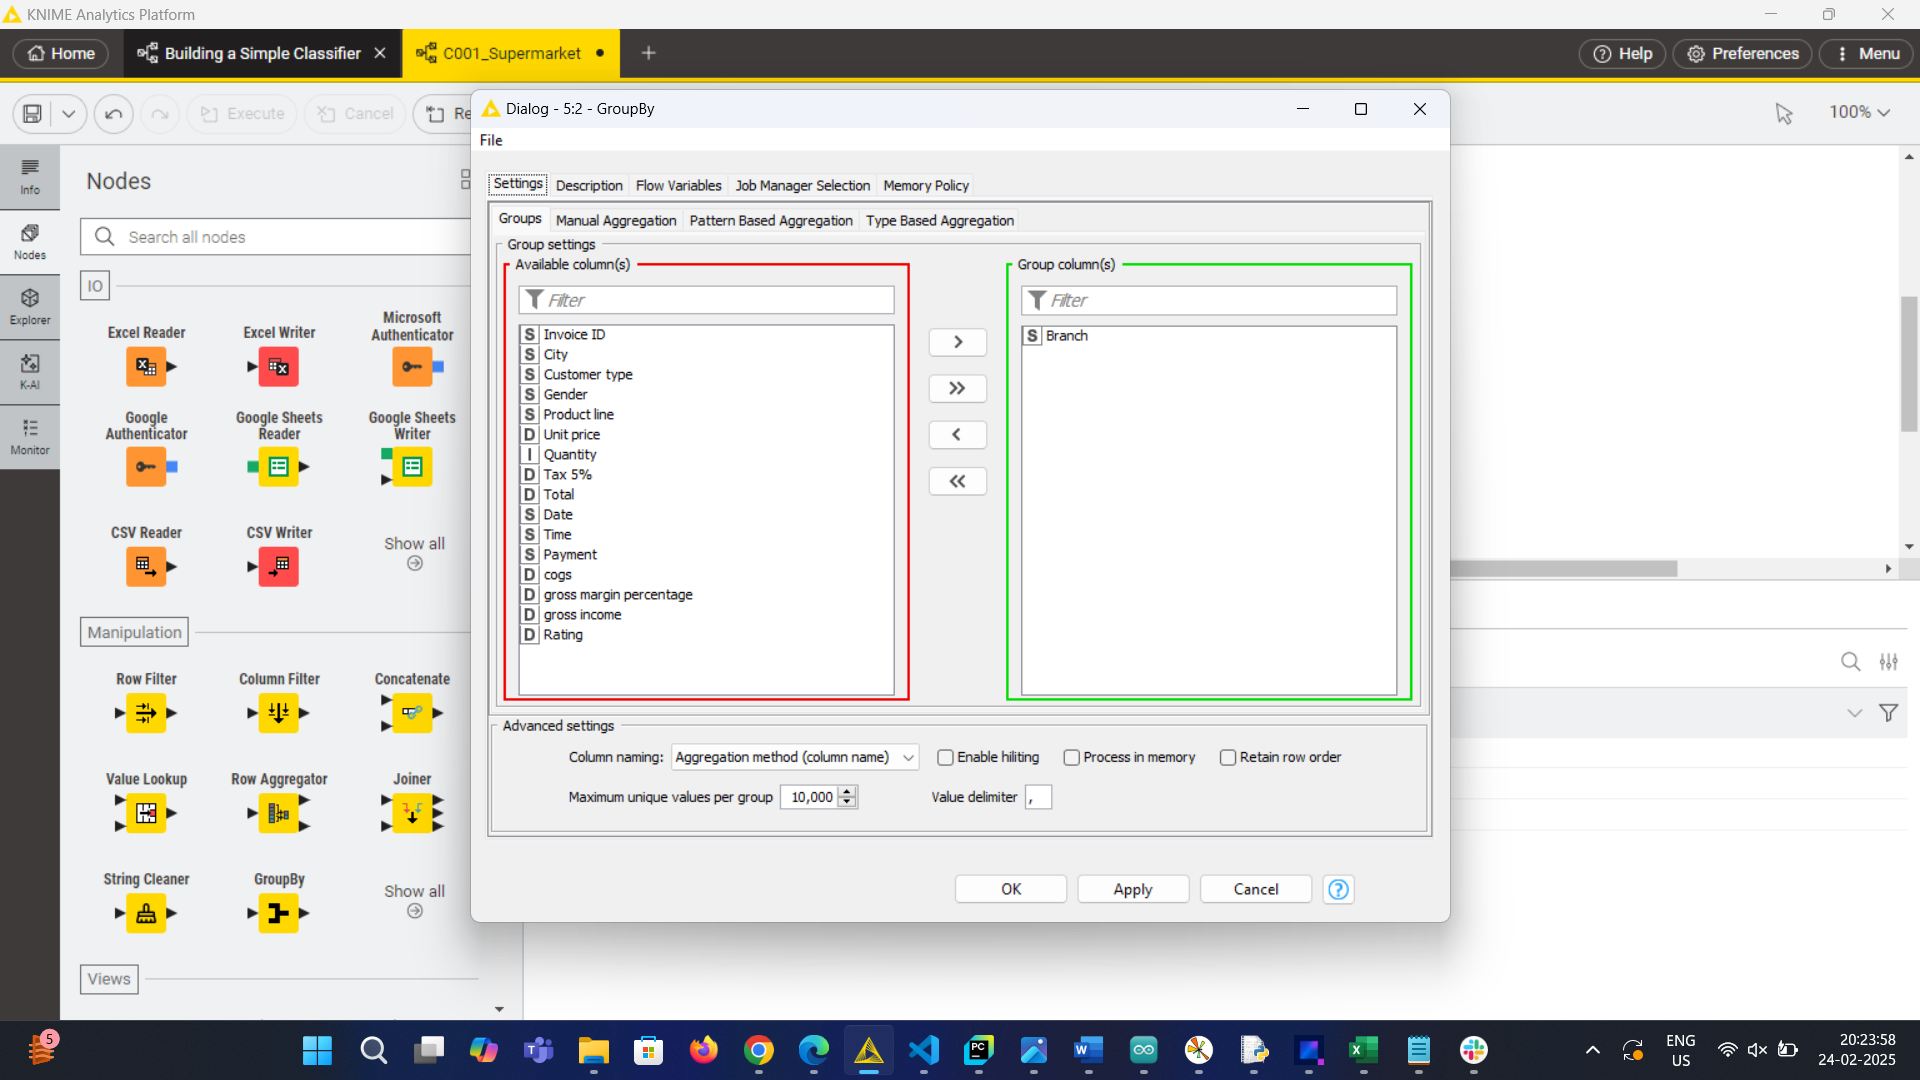 KNIME Analytics Platform
Home
Building a Simple Classifier
C001_Supermarket
Help
Preferences
Menu
Execute
Cancel
Re
100%
Dialog - 5:2 - GroupBy
File
Info
Nodes
Explorer
K-AI
Monitor
Nodes
Search all nodes
IO
Excel Reader
Excel Writer
Microsoft
Authenticator
Google
Authenticator
Google Sheets
Reader
Google Sheets
Writer
CSV Reader
CSV Writer
Show all
Manipulation
Row Filter
Column Filter
Concatenate
Value Lookup
Row Aggregator
Joiner
String Cleaner
GroupBy
Show all
Views
Settings
Description
Flow Variables
Job Manager Selection
Memory Policy
Groups
Manual Aggregation
Pattern Based Aggregation
Type Based Aggregation
Group settings
Available column(s)
Filter
S Invoice ID
S City
S Customer type
S Gender
S Product line
D Unit price
I Quantity
D Tax 5%
D Total
S Date
S Time
S Payment
D cogs
D gross margin percentage
D gross income
D Rating
Group column(s)
Filter
S Branch
Advanced settings
Column naming: Aggregation method (column name)
Enable hiliting
Process in memory
Retain row order
Maximum unique values per group 10,000
Value delimiter ,
OK
Apply
Cancel
5
ENG
US
20:23:58
24-02-2025